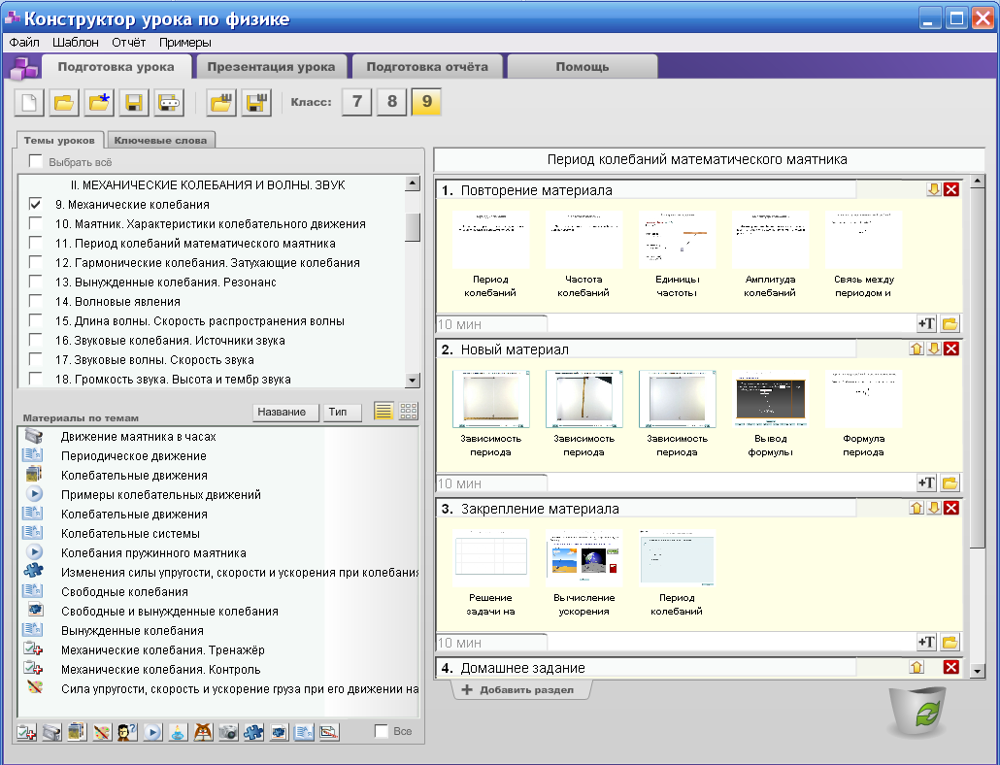 Конструктор урока по физике
Файл Шаблон Отчёт Примеры
Подготовка урока Презентация урока Подготовка отчёта Помощь
Класс: 7 8 9
Темы уроков Ключевые слова
Выбрать всё
II. МЕХАНИЧЕСКИЕ КОЛЕБАНИЯ И ВОЛНЫ. ЗВУК
9. Механические колебания
10. Маятник. Характеристики колебательного движения
11. Период колебаний математического маятника
12. Гармонические колебания. Затухающие колебания
13. Вынужденные колебания. Резонанс
14. Волновые явления
15. Длина волны. Скорость распространения волны
16. Звуковые колебания. Источники звука
17. Звуковые волны. Скорость звука
18. Громкость звука. Высота и тембр звука
Материалы по темам Название Тип
Движение маятника в часах
Периодическое движение
Колебательные движения
Примеры колебательных движений
Колебательные движения
Колебательные системы
Колебания пружинного маятника
Изменения силы упругости, скорости и ускорения при колебания
Свободные колебания
Свободные и вынужденные колебания
Вынужденные колебания
Механические колебания. Тренажёр
Механические колебания. Контроль
Сила упругости, скорость и ускорение груза при его движении на
Все
Период колебаний математического маятника
1. Повторение материала
Период Частота Единицы Амплитуда Связь между
колебаний колебаний частоты колебаний периодом и
10 мин +T
2. Новый материал
Зависимость Зависимость Зависимость Вывод Формула
периода периода периода формулы периода
10 мин +T
3. Закрепление материала
Решение Вычисление Период
задачи на ускорения колебаний
10 мин +T
4. Домашнее задание
+ Добавить раздел